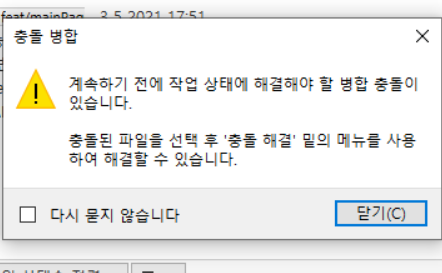 feat/mainPag 3 5 2021 17:51
충돌 병합
계속하기 전에 작업 상태에 해결해야 할 병합 충돌이
있습니다.
충돌된 파일을 선택 후 '충돌 해결' 밑의 메뉴를 사용
하여 해결할 수 있습니다.
다시 묻지 않습니다
닫기(C)